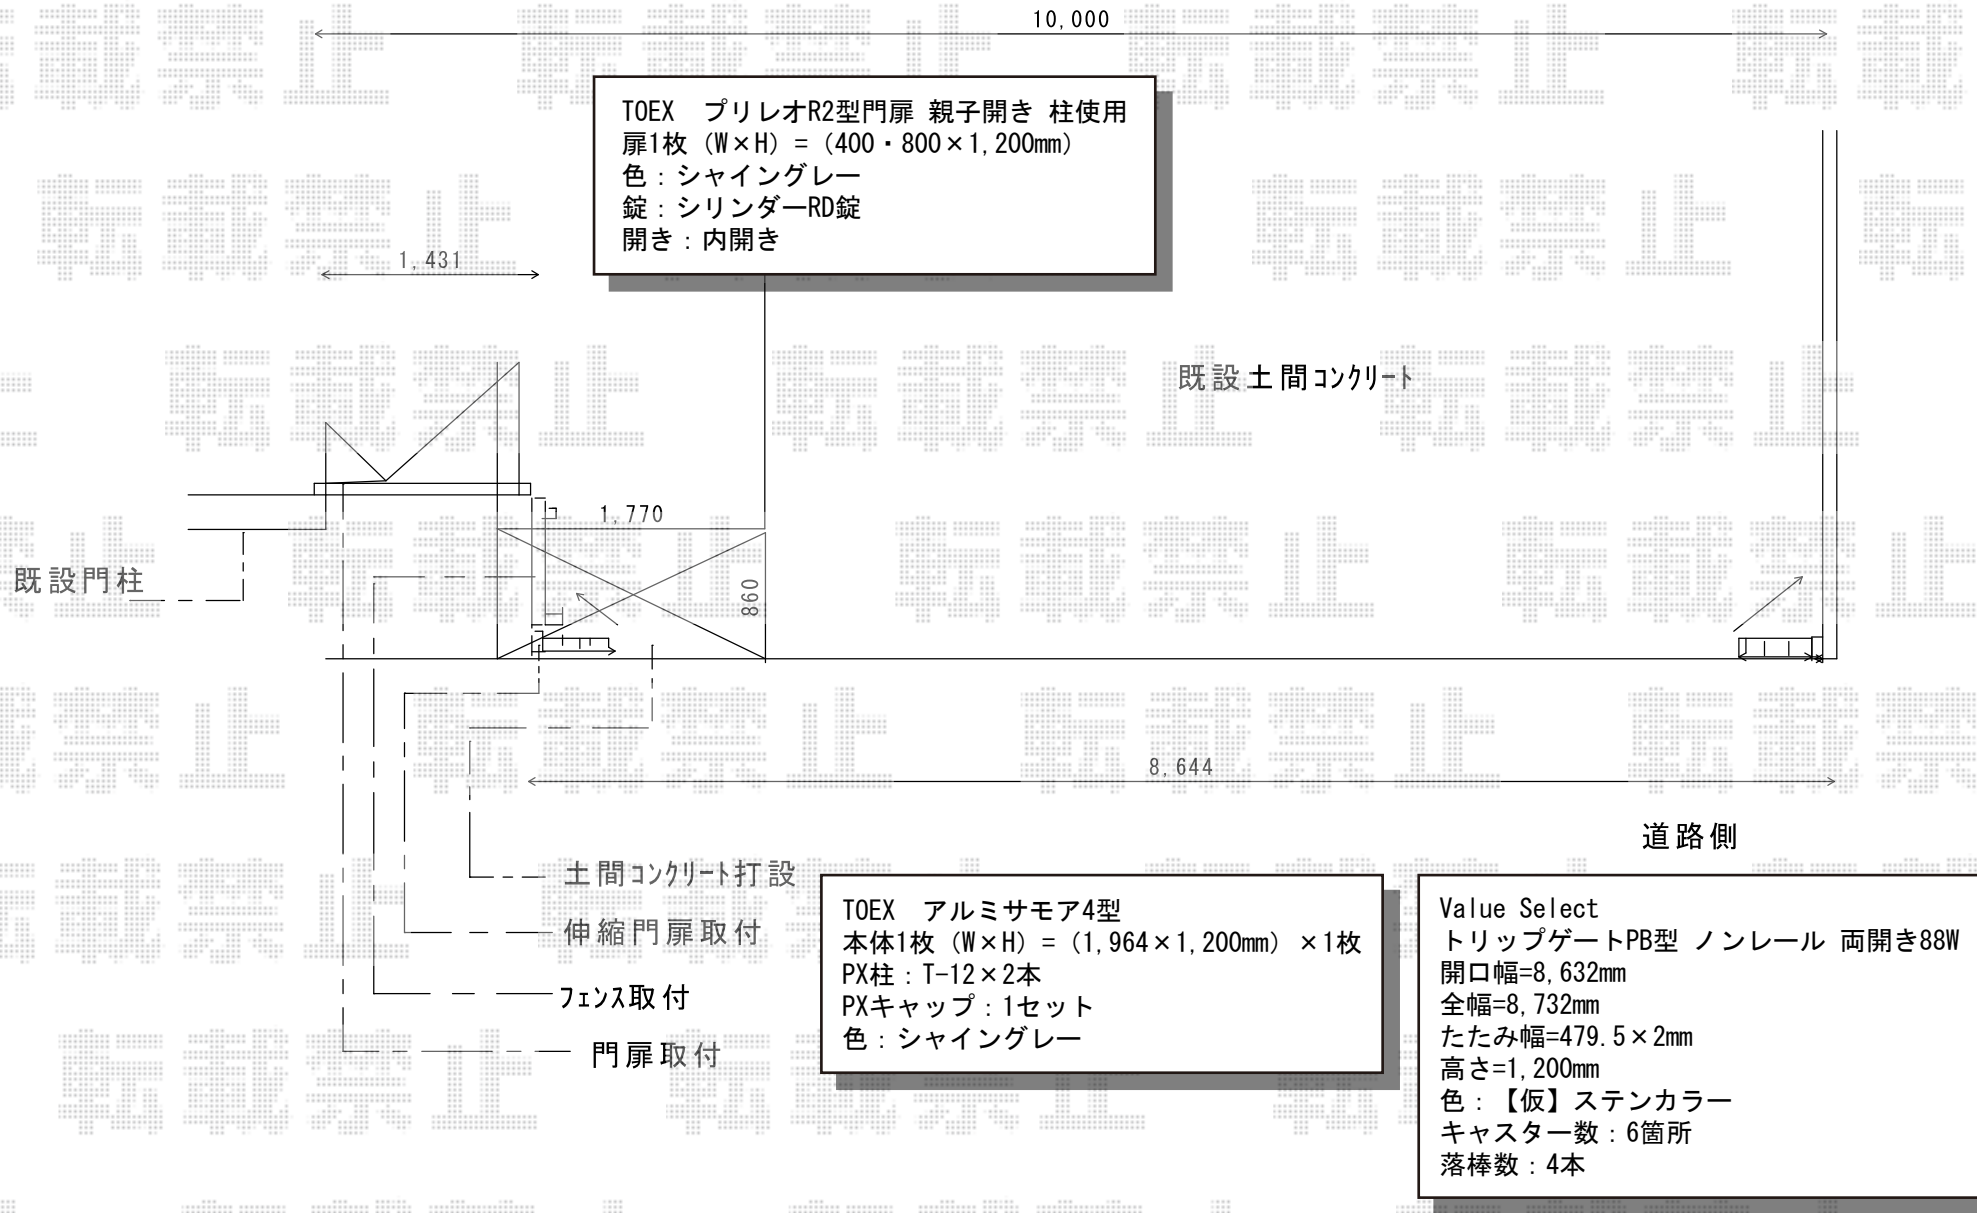 10,000
TOEX プリレオR2型門扉 親子開き 柱使用
扉1枚（W×H）=（400・800×1,200mm）
色：シャイングレー
錠：シリンダーRD錠
開き：内開き
1,431
既設土間コンクリート
1,770
860
既設門柱
8,644
道路側
土間コンクリート打設
伸縮門扉取付
フェンス取付
門扉取付
TOEX アルミサモア4型
本体1枚（W×H）=（1,964×1,200mm）×1枚
PX柱：T-12×2本
PXキャップ：1セット
色：シャイングレー
Value Select
トリップゲートPB型 ノンレール 両開き88W
開口幅=8,632mm
全幅=8,732mm
たたみ幅=479.5×2mm
高さ=1,200mm
色：【仮】ステンカラー
キャスター数：6箇所
落棒数：4本
転載禁止